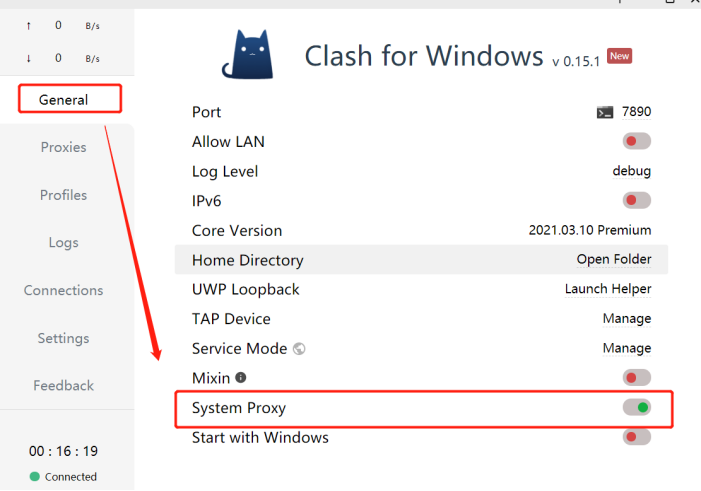 ↑ 0 B/s
↓ 0 B/s
General
Proxies
Profiles
Logs
Connections
Settings
Feedback
00 : 16 : 19
Connected
Clash for Windows v 0.15.1 New
Port 7890
Allow LAN
Log Level debug
IPv6
Core Version 2021.03.10 Premium
Home Directory Open Folder
UWP Loopback Launch Helper
TAP Device Manage
Service Mode Manage
Mixin
System Proxy
Start with Windows